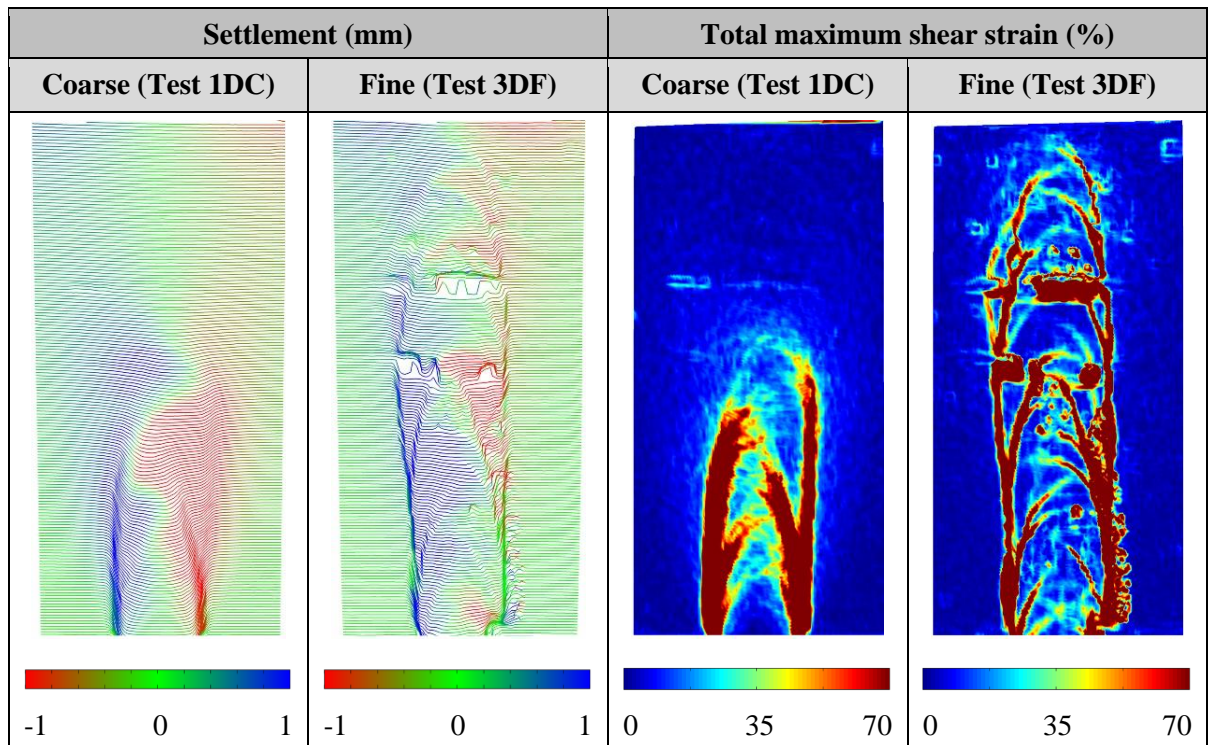 Settlement (mm) Total maximum shear strain (%)
Coarse (Test 1DC) Fine (Test 3DF) Coarse (Test 1DC) Fine (Test 3DF)
-1 0 1 -1 0 1 0 35 70 0 35 70